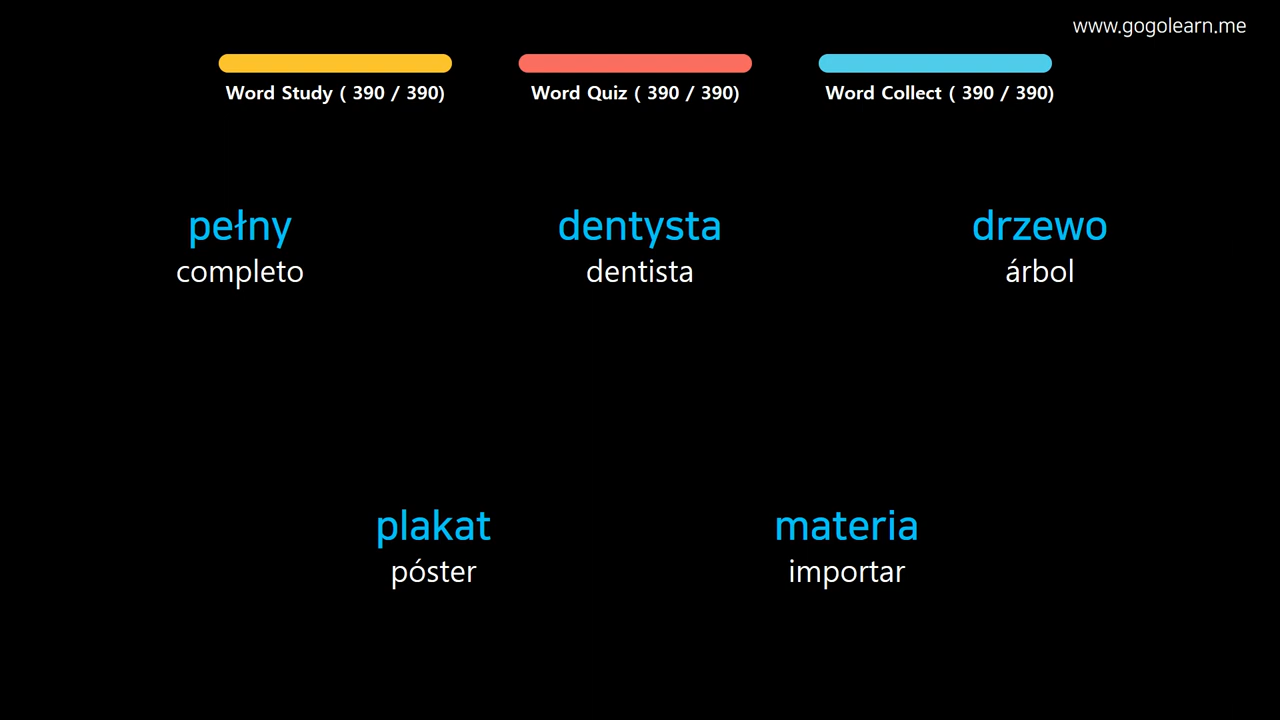 www.gogolearn.me
Word Study ( 390 / 390)
Word Quiz ( 390 / 390)
Word Collect ( 390 / 390)
pełny
completo
dentysta
dentista
drzewo
árbol
plakat
póster
materia
importar